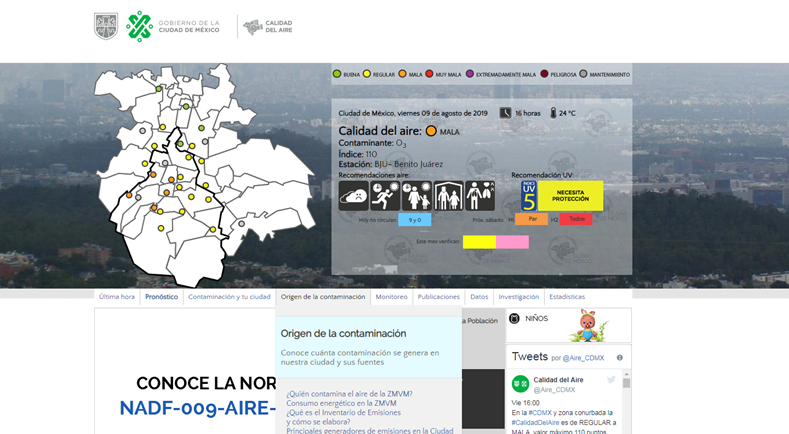 GOBIERNO DE LA
CIUDAD DE MÉXICO
CALIDAD
DEL AIRE
BUENA REGULAR MALA MUY MALA EXTREMADAMENTE MALA PELIGROSA MANTENIMIENTO
Ciudad de México, viernes 09 de agosto de 2019 16 horas 24 °C
Calidad del aire: MALA
Contaminante: O3
Índice: 110
Estación: BJU- Benito Juárez
Recomendaciones aire:
Recomendación UV:
UV
5
NECESITA
PROTECCIÓN
Hoy no circulan: 9 y 0
Próx. sábado: H1 Par H2 Todos
Este mes verifican:
Última hora Pronóstico Contaminación y tu ciudad Origen de la contaminación Monitoreo Publicaciones Datos Investigación Estadísticas
Origen de la contaminación
Conoce cuánta contaminación se genera en
nuestra ciudad y sus fuentes
¿Quién contamina el aire de la ZMVM?
Consumo energético en la ZMVM
¿Qué es el Inventario de Emisiones
y cómo se elabora?
Principales generadores de emisiones en la Ciudad
a Población
CONOCE LA NOR
NADF-009-AIRE-
NIÑOS
Tweets por @Aire_CDMX
Calidad del Aire
@Aire_CDMX
Vie 16:00
En la #CDMX y zona conurbada la
#CalidadDelAire es de REGULAR a
MALA, valor máximo 110 puntos